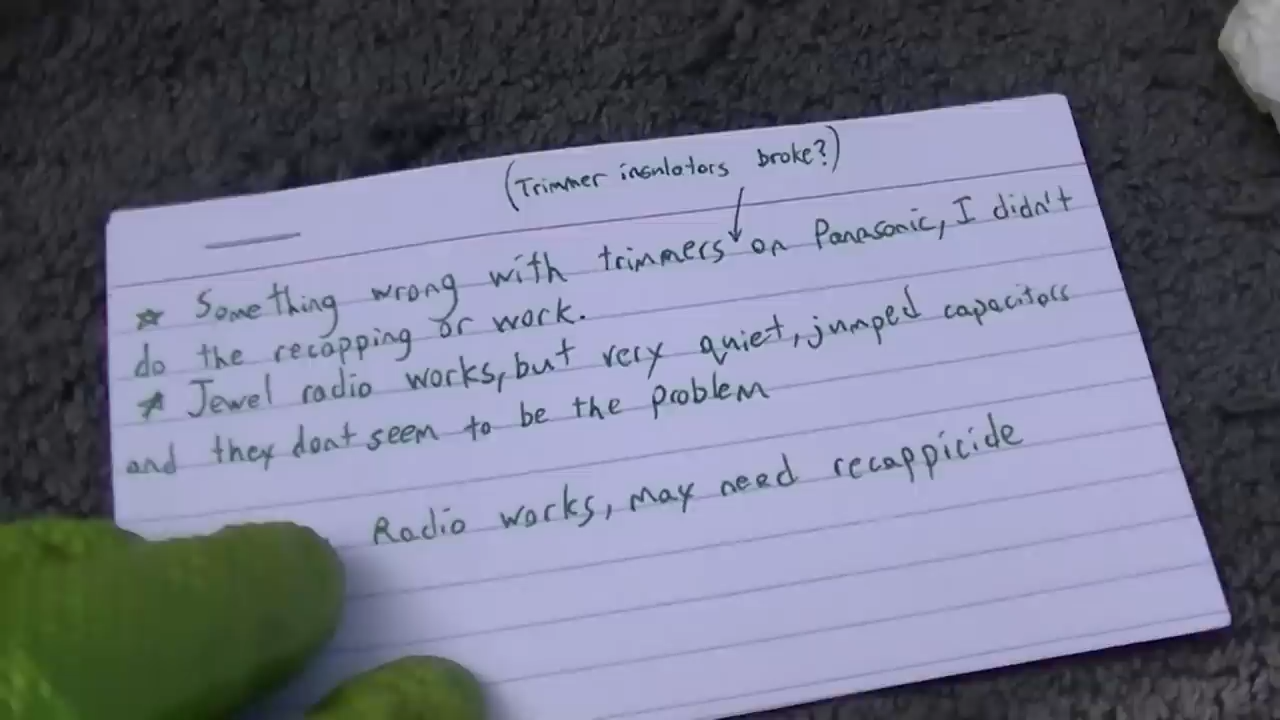 (Trimmer insulators broke?)
☆ Something wrong with trimmers on Panasonic, I didn't
do the recapping or work.
☆ Jewel radio works, but very quiet, jumped capacitors
and they dont seem to be the problem
Radio works, may need recappicide